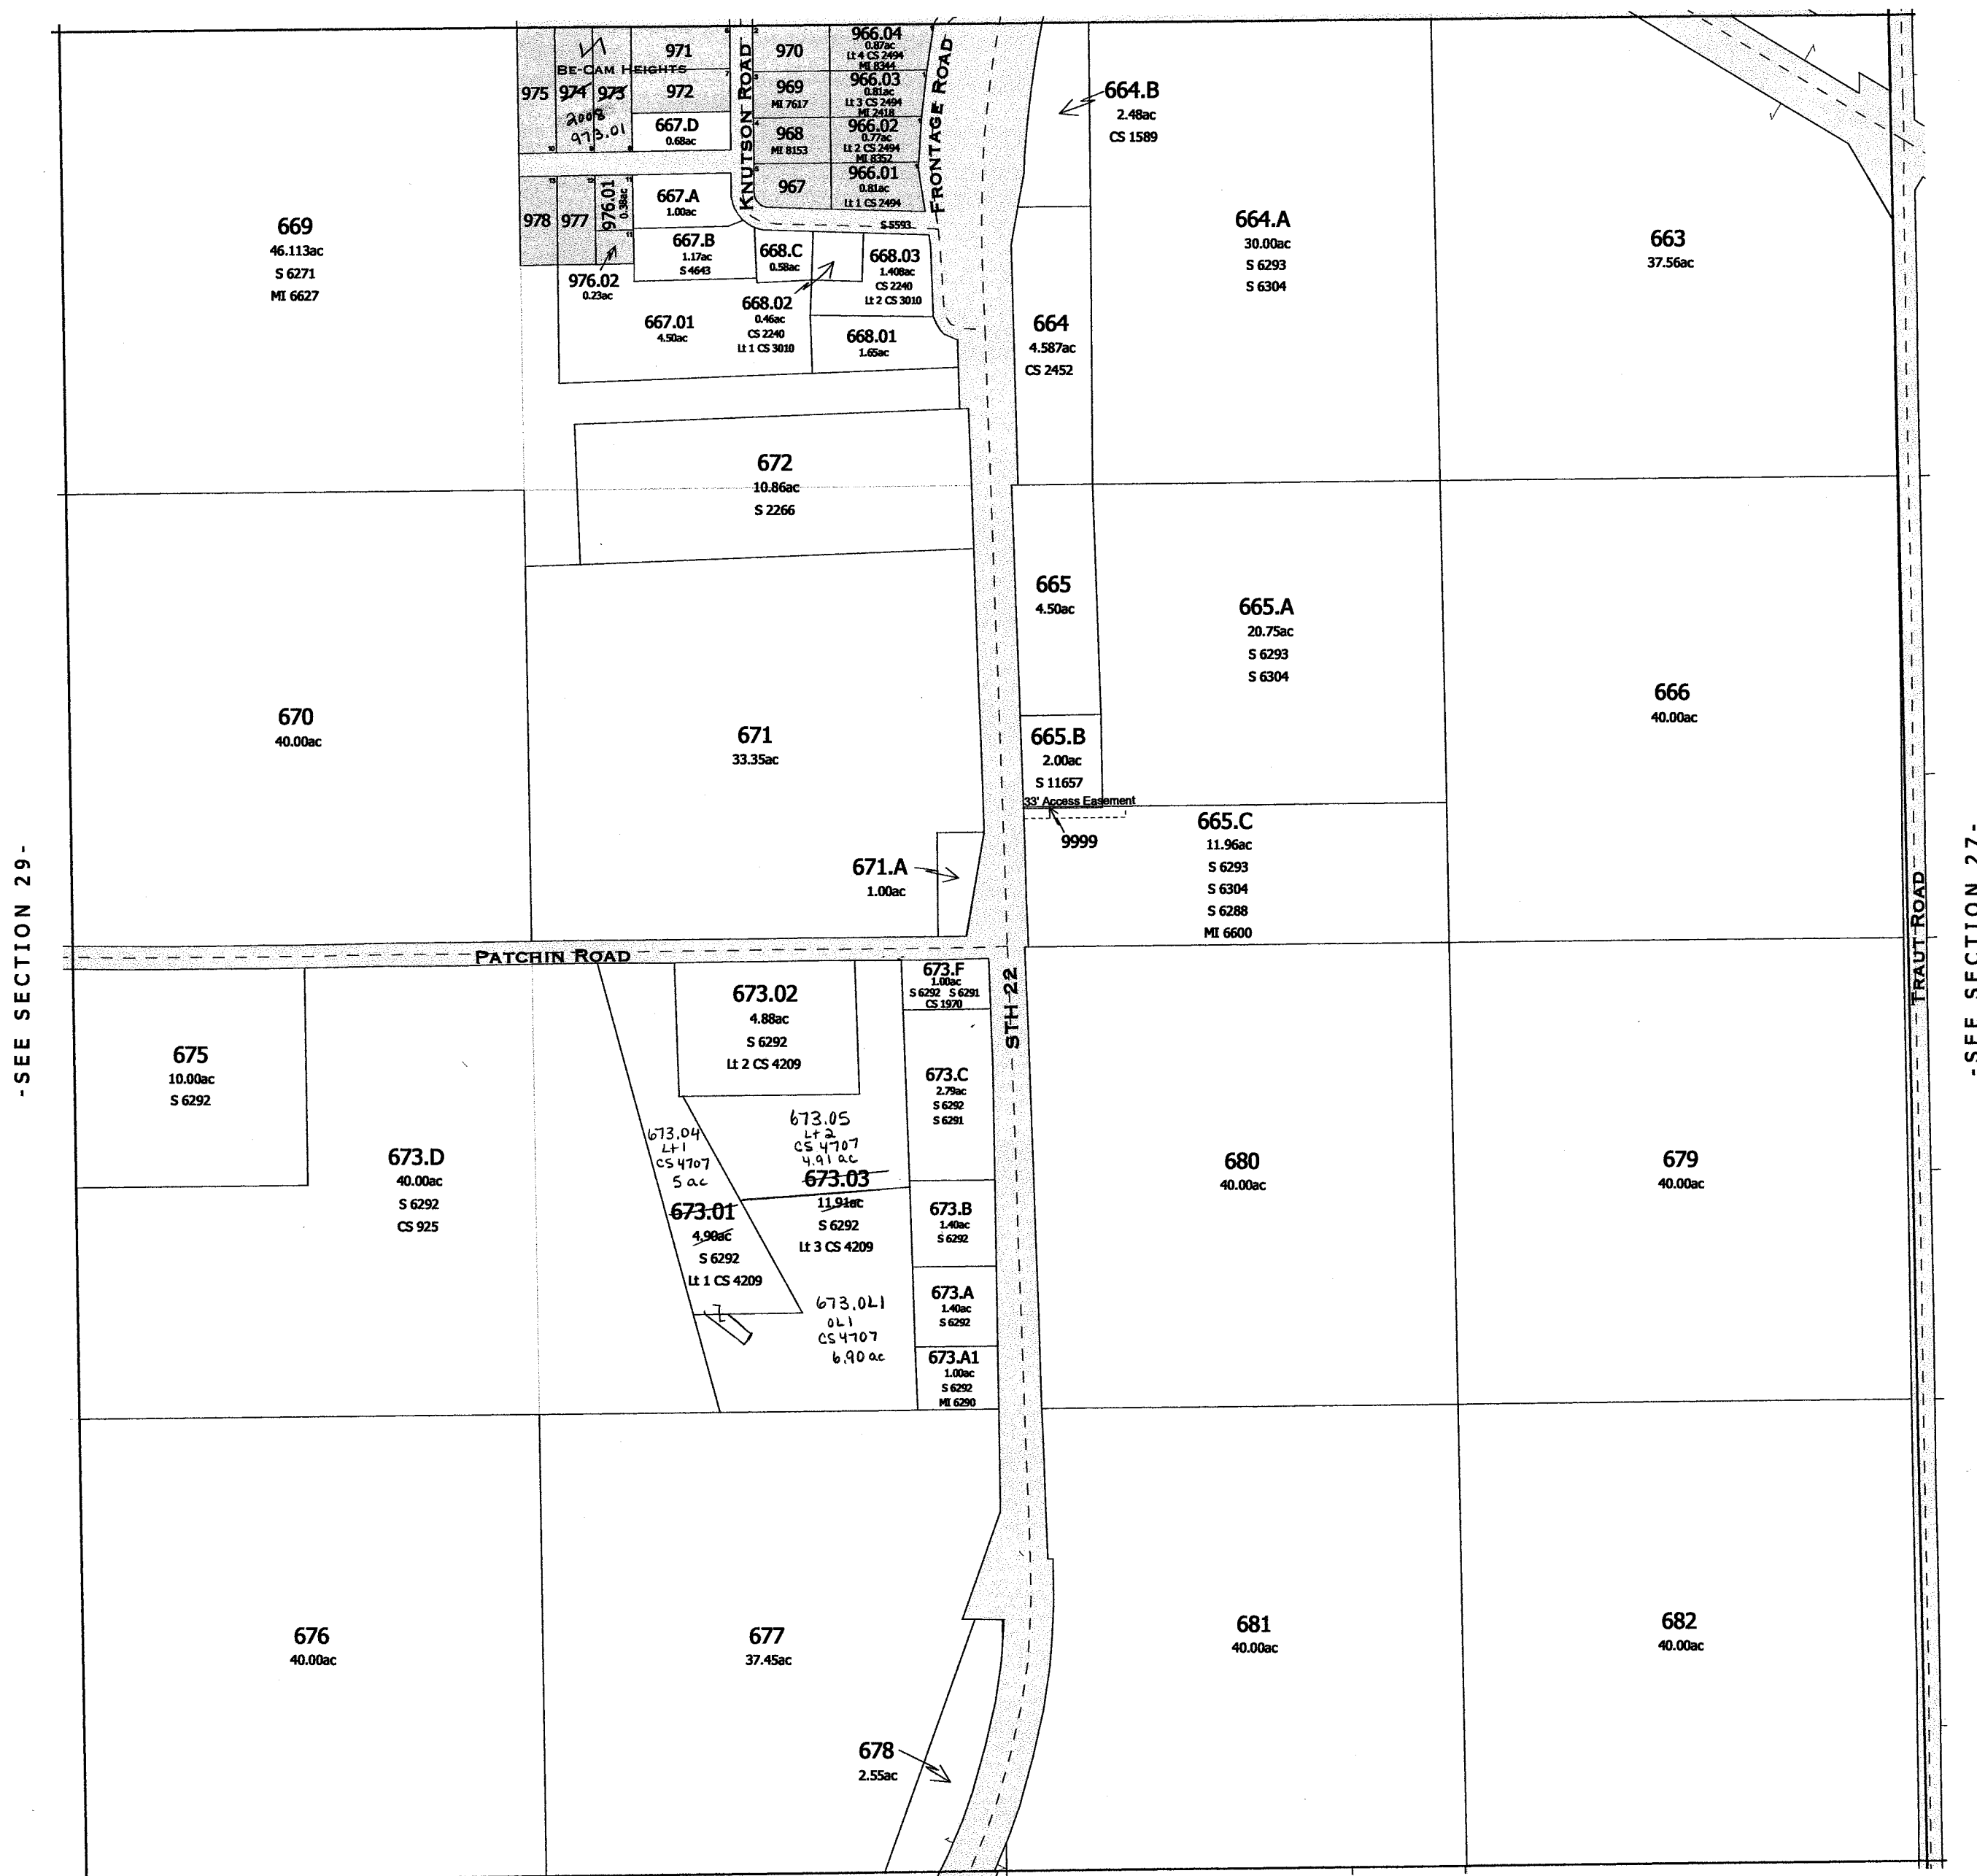 BE-CAM HEIGHTS
975
974
973
2008
973.01
971
972
667.D
0.68ac
KNUTSON ROAD
970
969
MI 7617
968
MI 8153
967
966.04
0.87ac
Lt 4 CS 2494
MI 8344
966.03
0.81ac
Lt 3 CS 2494
MI 2418
966.02
0.77ac
Lt 2 CS 2494
MI 8352
966.01
0.81ac
Lt 1 CS 2494
FRONTAGE ROAD
664.B
2.48ac
CS 1589
978
977
976.01
0.38ac
667.A
1.00ac
S 5593
669
46.113ac
S 6271
MI 6627
976.02
0.23ac
667.B
1.17ac
S 4643
668.C
0.58ac
668.03
1.408ac
CS 2240
Lt 2 CS 3010
668.02
0.46ac
CS 2240
Lt 1 CS 3010
667.01
4.50ac
668.01
1.65ac
664
4.587ac
CS 2452
664.A
30.00ac
S 6293
S 6304
663
37.56ac
672
10.86ac
S 2266
665
4.50ac
665.A
20.75ac
S 6293
S 6304
666
40.00ac
670
40.00ac
671
33.35ac
665.B
2.00ac
S 11657
33' Access Easement
9999
665.C
11.96ac
S 6293
S 6304
S 6288
MI 6600
671.A
1.00ac
-SEE SECTION 29-
-SEE SECTION 27-
TRAUT ROAD
PATCHIN ROAD
STH 22
675
10.00ac
S 6292
673.D
40.00ac
S 6292
CS 925
673.02
4.88ac
S 6292
Lt 2 CS 4209
673.F
1.00ac
S 6292 S 6291
CS 1970
673.C
2.79ac
S 6292
S 6291
673.04
Lt 1
CS 4707
5 ac
673.05
Lt 2
CS 4707
4.91 ac
673.03
11.91ac
S 6292
Lt 3 CS 4209
673.01
4.90ac
S 6292
Lt 1 CS 4209
673.B
1.40ac
S 6292
673.A
1.40ac
S 6292
673.OL1
OL1
CS 4707
6.90 ac
673.A1
1.00ac
S 6292
MI 6290
680
40.00ac
679
40.00ac
676
40.00ac
677
37.45ac
678
2.55ac
681
40.00ac
682
40.00ac